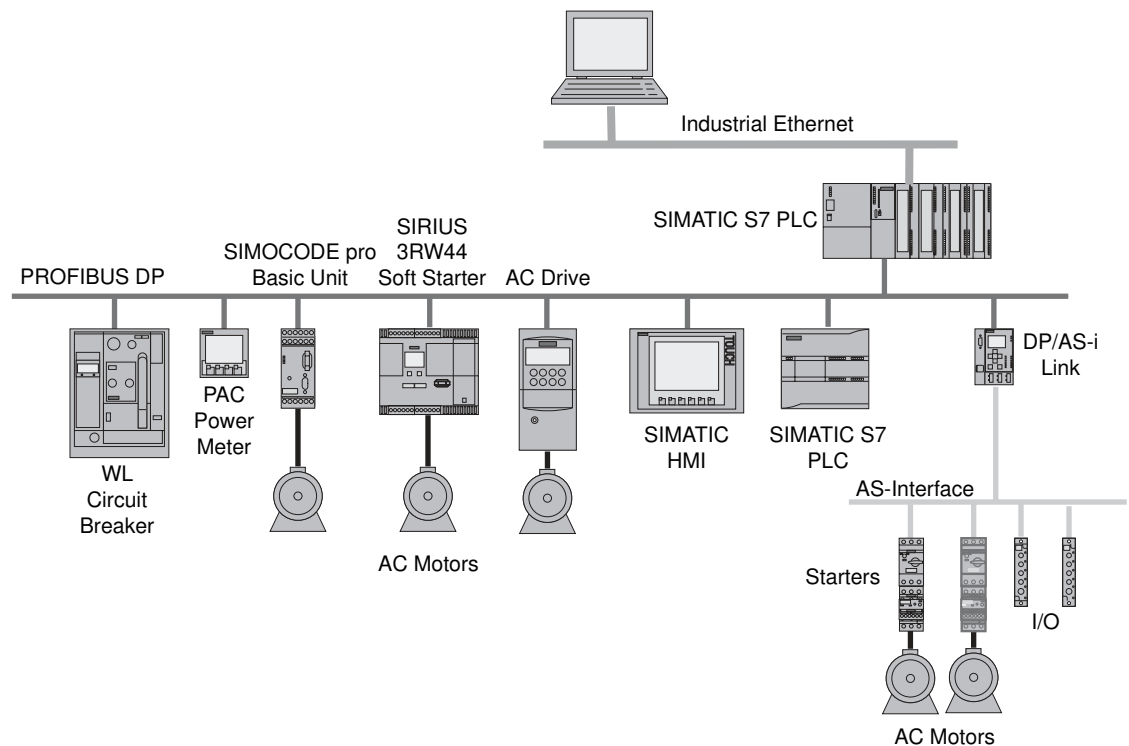 Industrial Ethernet
SIMATIC S7 PLC
PROFIBUS DP
SIMOCODE pro
Basic Unit
SIRIUS
3RW44
Soft Starter
AC Drive
DP/AS-i
Link
TOUCH
PAC
Power
Meter
WL
Circuit
Breaker
SIMATIC
HMI
SIMATIC S7
PLC
AS-Interface
AC Motors
Starters
I/O
AC Motors